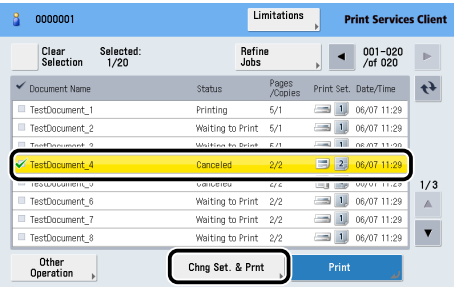 0000001 Limitations Print Services Client
Clear Selection Selected: 1/20 Refine Jobs 001-020 /of 020
Document Name Status Pages /Copies Print Set. Date/Time
TestDocument_1 Printing 5/1 1 06/07 11:29
TestDocument_2 Waiting to Print 5/1 1 06/07 11:29
TestDocument_4 Canceled 2/2 2 06/07 11:29
1/3
TestDocument_6 Waiting to Print 2/2 1 06/07 11:29
TestDocument_7 Waiting to Print 2/2 1 06/07 11:29
TestDocument_8 Waiting to Print 2/2 1 06/07 11:29
Other Operation Chng Set. & Prnt Print